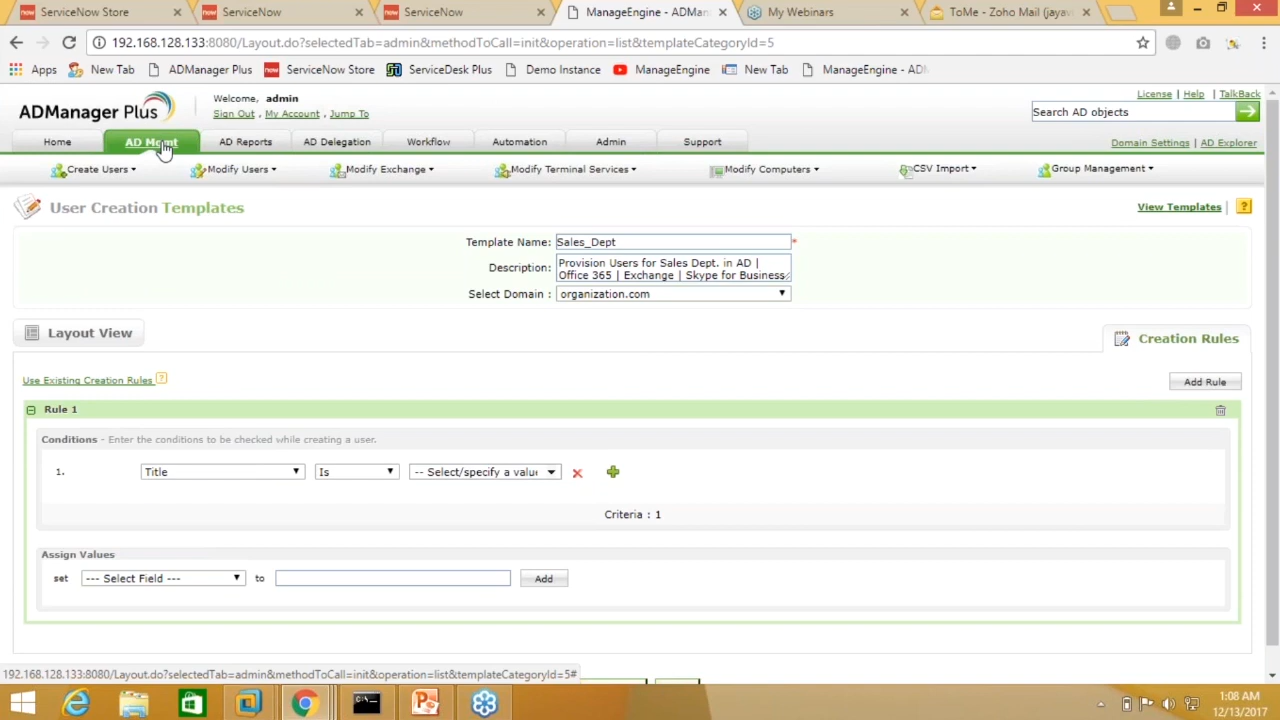 ServiceNow Store
ServiceNow
ServiceNow
ManageEngine - ADMan
My Webinars
ToMe - Zoho Mail (jayav
192.168.128.133:8080/Layout.do?selectedTab=admin&methodToCall=init&operation=list&templateCategoryId=5
Apps
New Tab
ADManager Plus
ServiceNow Store
ServiceDesk Plus
Demo Instance
ManageEngine
New Tab
ManageEngine - ADM
ADManager Plus
Welcome, admin
Sign Out , My Account , Jump To
License | Help | TalkBack
Search AD objects
Home
AD Mgmt
AD Reports
AD Delegation
Workflow
Automation
Admin
Support
Domain Settings | AD Explorer
Create Users
Modify Users
Modify Exchange
Modify Terminal Services
Modify Computers
CSV Import
Group Management
User Creation Templates
View Templates | ?
Template Name: Sales_Dept *
Description: Provision Users for Sales Dept. in AD |
Office 365 | Exchange | Skype for Business
Select Domain : organization.com
Layout View
Creation Rules
Use Existing Creation Rules ?
Add Rule
Rule 1
Conditions - Enter the conditions to be checked while creating a user.
1. Title Is -- Select/specify a value
Criteria : 1
Assign Values
set --- Select Field --- to Add
192.168.128.133:8080/Layout.do?selectedTab=admin&methodToCall=init&operation=list&templateCategoryId=5#
1:08 AM
12/13/2017